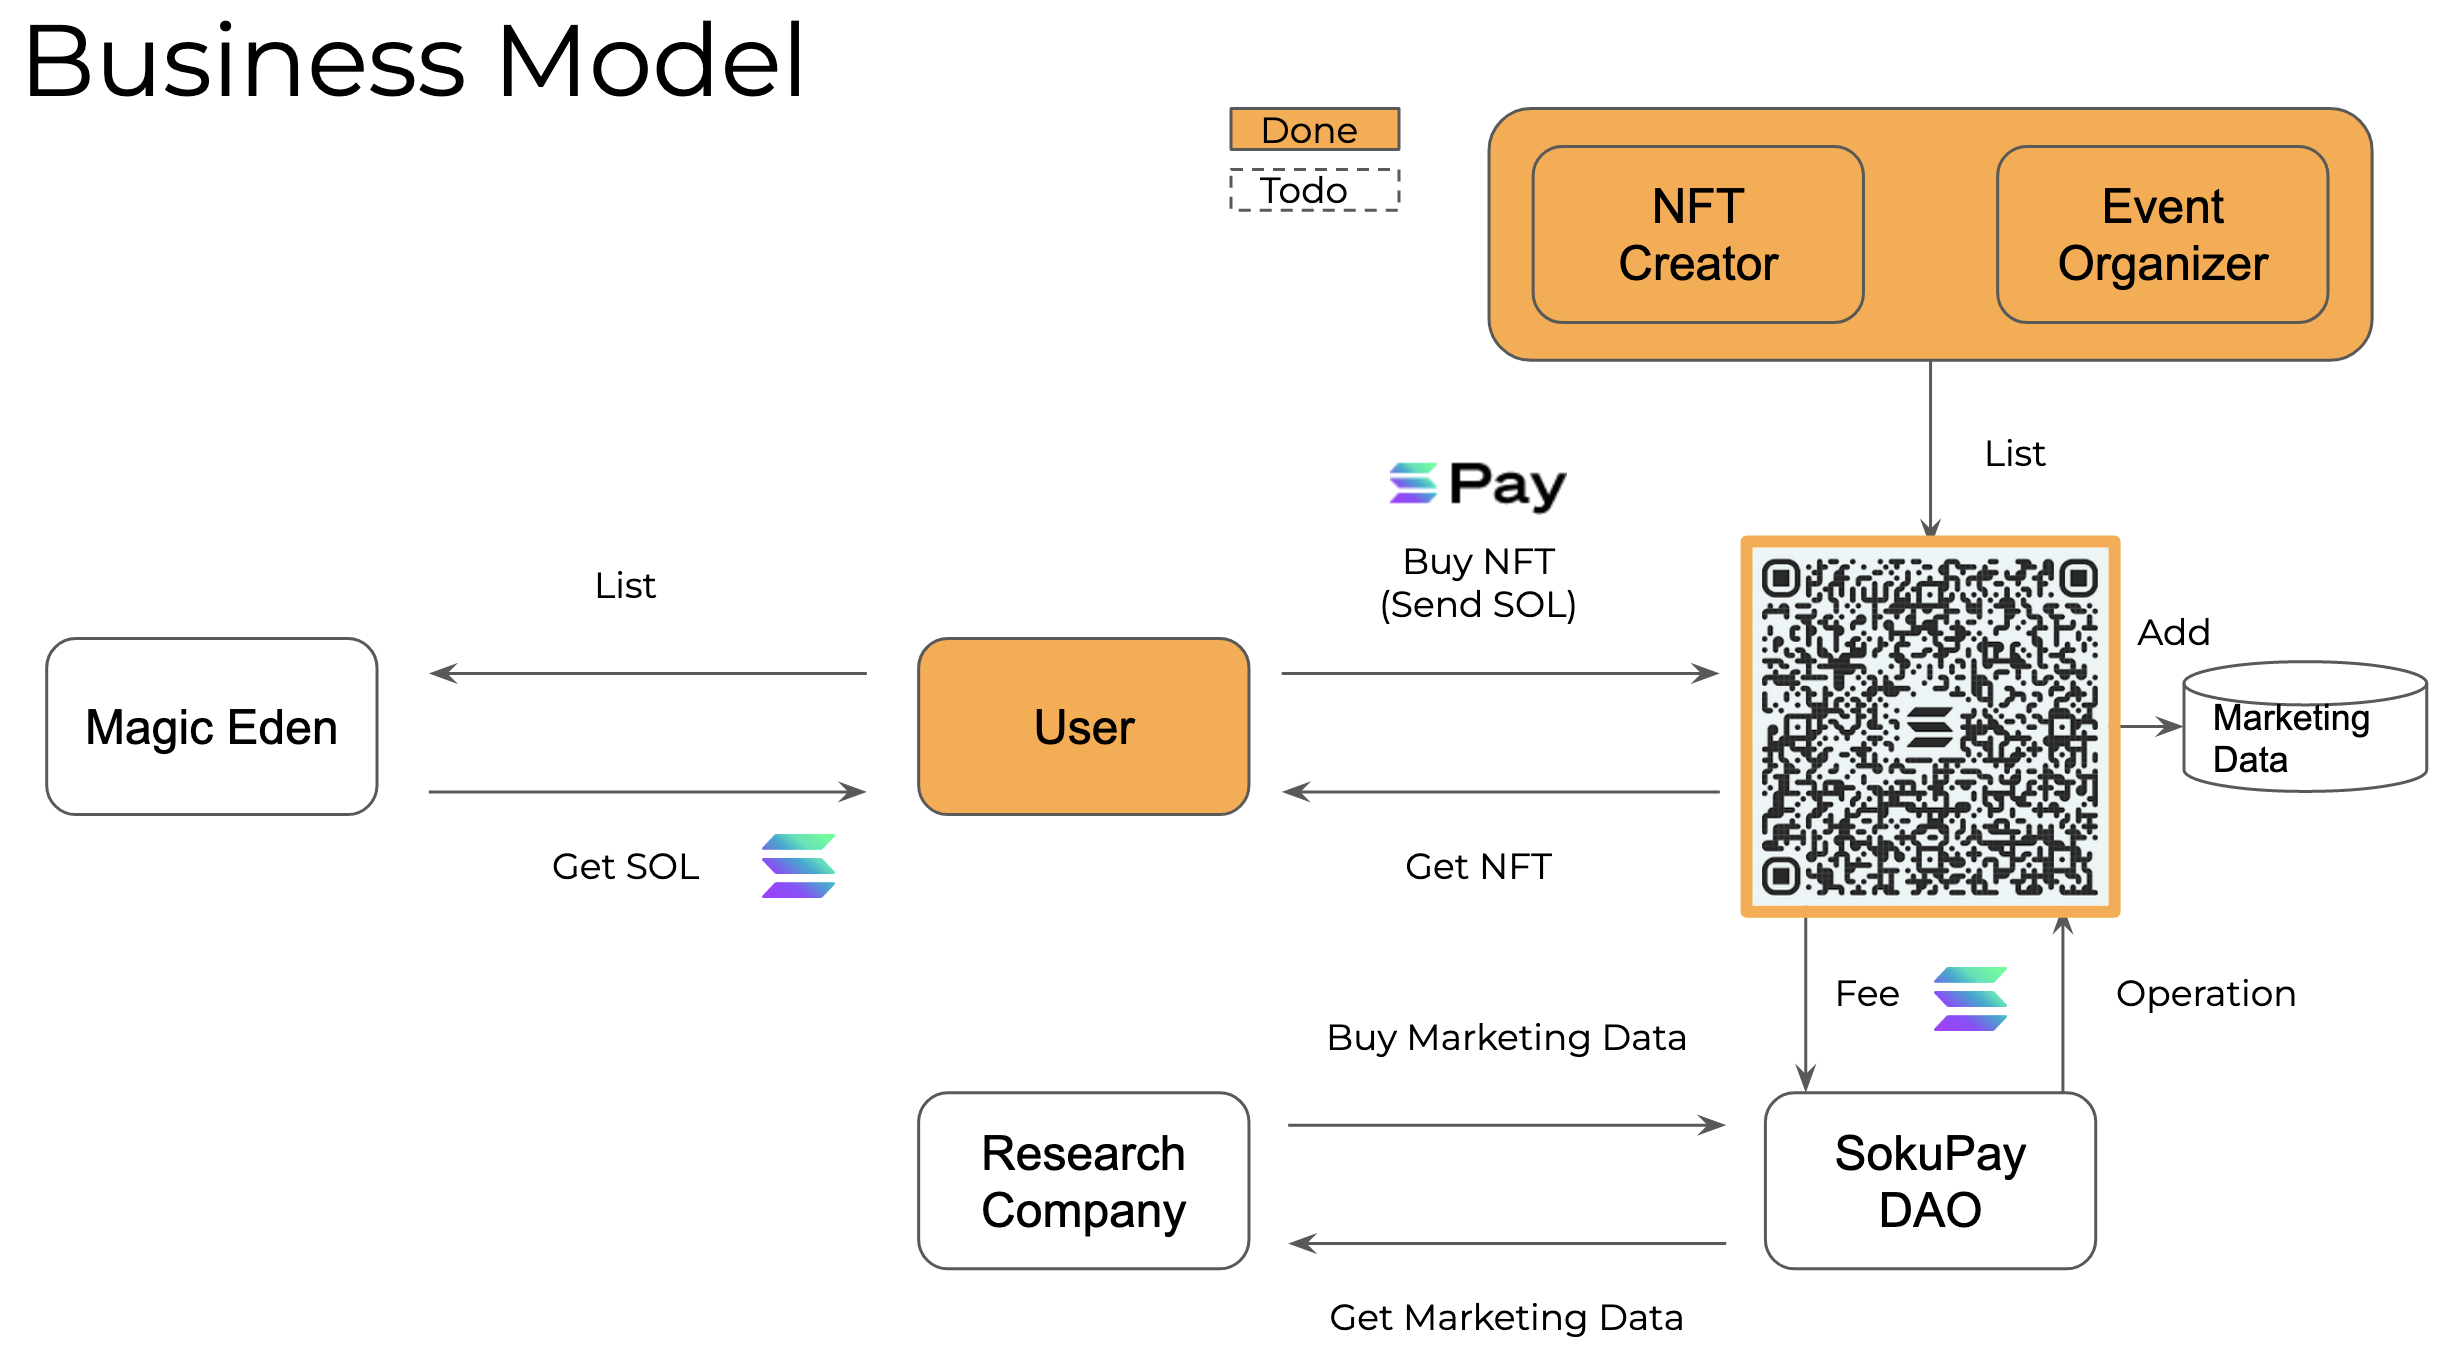 Business Model
Done
Todo
NFT
Creator
Event
Organizer
List
Pay
Buy NFT
(Send SOL)
List
Add
Magic Eden
User
Marketing
Data
Get SOL
Get NFT
Fee
Operation
Buy Marketing Data
Research
Company
SokuPay
DAO
Get Marketing Data